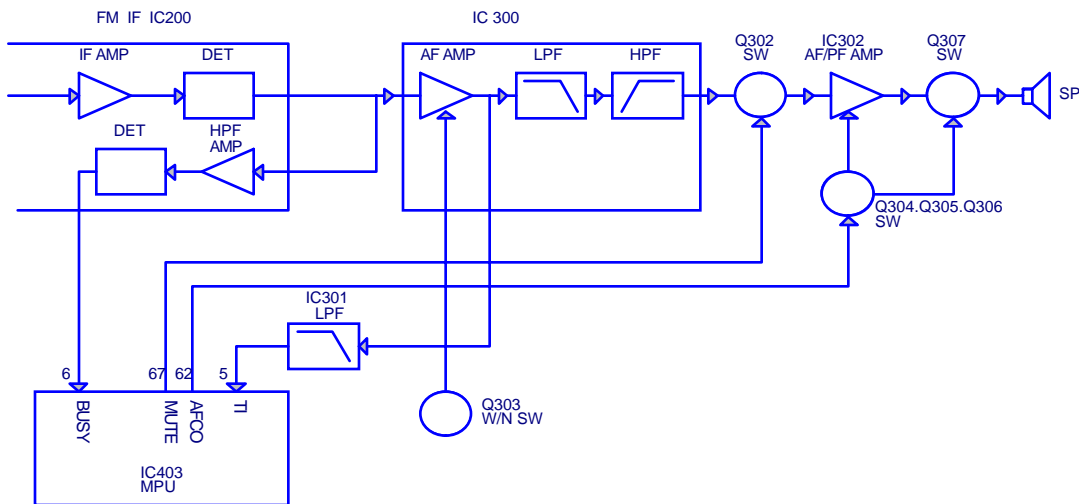 FM IF IC200
IC 300
IF AMP
DET
AF AMP
LPF
HPF
Q302
SW
IC302
AF/PF AMP
Q307
SW
SP
DET
HPF
AMP
Q304.Q305.Q306
SW
IC301
LPF
6
67
62
5
BUSY
MUTE
AFCO
TI
Q303
W/N SW
IC403
MPU